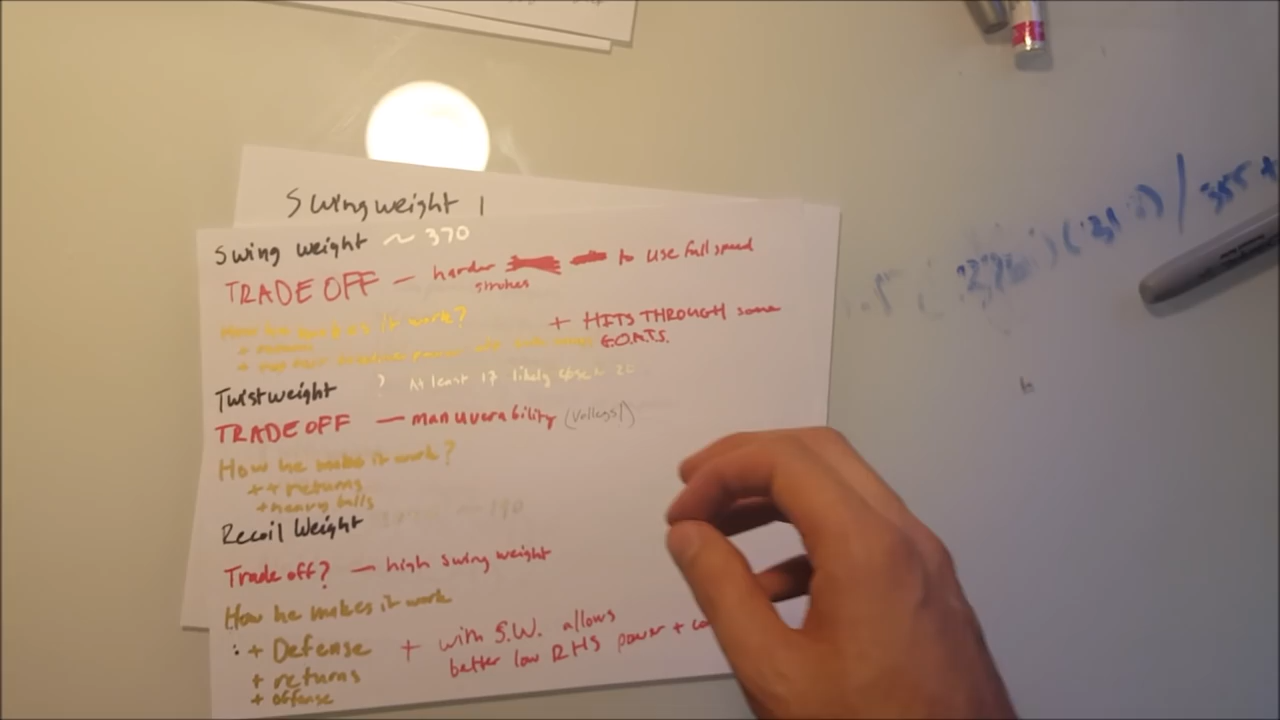 Swingweight 1
Swing weight ~ 370
TRADE OFF — harder to use full speed
strokes
How he makes it work?
+ HITS THROUGH some
G.O.A.T.S.
Twistweight ? At least 17 likely close
TRADE OFF — manuverability (volleys!)
How he make it work?
++ returns
+ heavy balls
Recoil Weight
Trade off? — high swing weight
How he makes it work
+ Defense
+ returns
+ offense
+ with S.W. allows
better low RHS power +
355 +